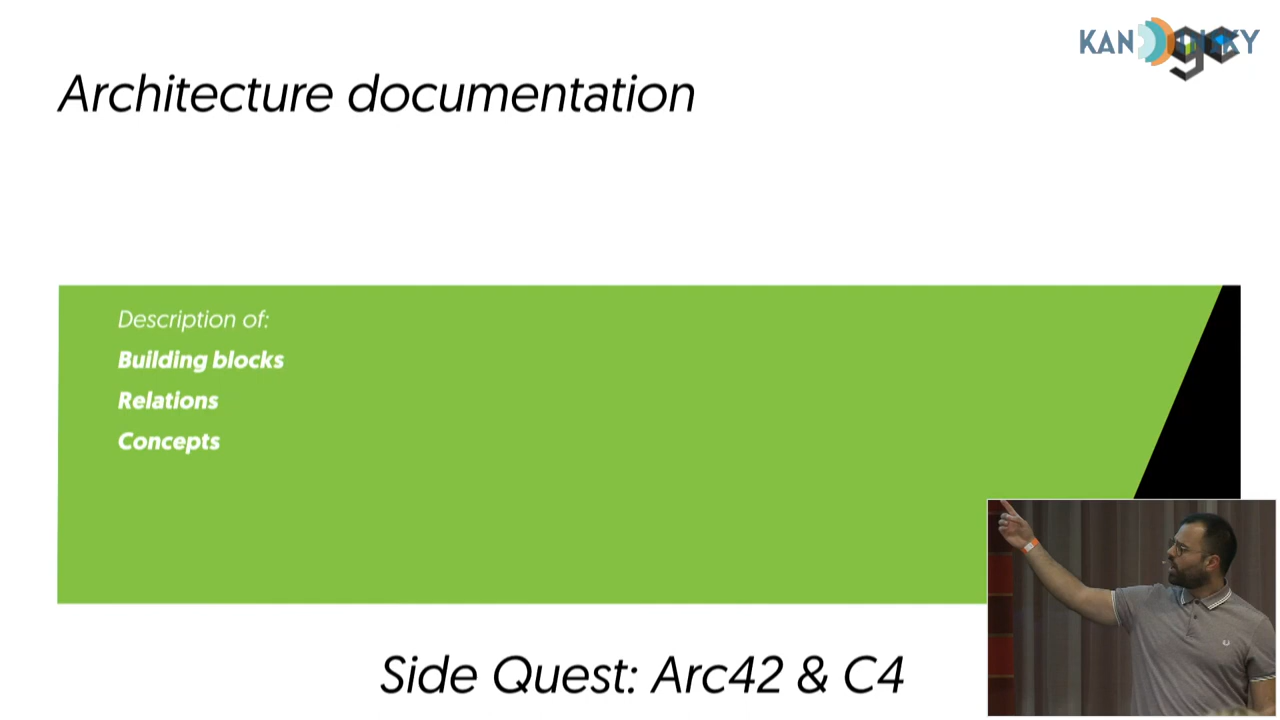 Architecture documentation
Description of:
Building blocks
Relations
Concepts
Side Quest: Arc42 & C4